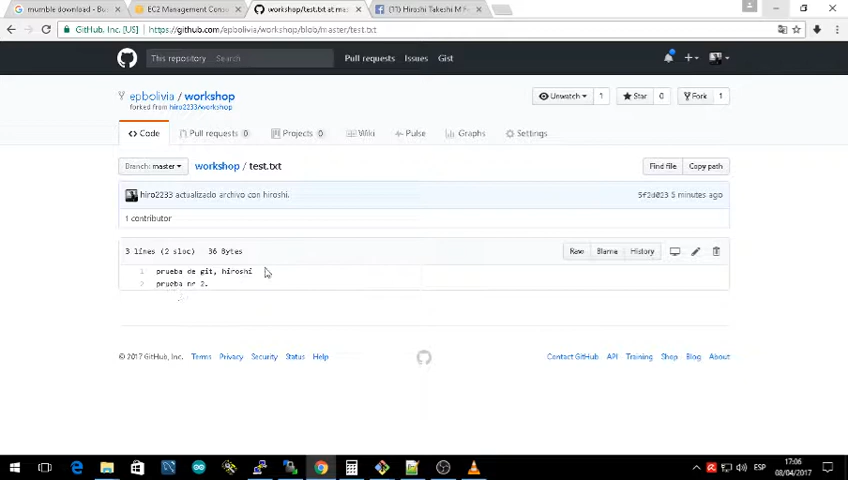 mumble download - Bu
EC2 Management Cons
workshop/test.txt at mas
(11) Hiroshi Takeshi M
GitHub, Inc. [US]
https://github.com/epbolivia/workshop/blob/master/test.txt
This repository
Search
Pull requests
Issues
Gist
epbolivia / workshop
forked from hiro2233/workshop
Unwatch
1
Star
0
Fork
1
Code
Pull requests 0
Projects 0
Wiki
Pulse
Graphs
Settings
Branch: master
workshop / test.txt
Find file
Copy path
hiro2233 actualizado archivo con hiroshi.
5f2d023 5 minutes ago
1 contributor
3 lines (2 sloc)
36 Bytes
Raw
Blame
History
1 prueba de git, hiroshi
2 prueba nr 2.
© 2017 GitHub, Inc.
Terms
Privacy
Security
Status
Help
Contact GitHub
API
Training
Shop
Blog
About
ESP
17:06
08/04/2017